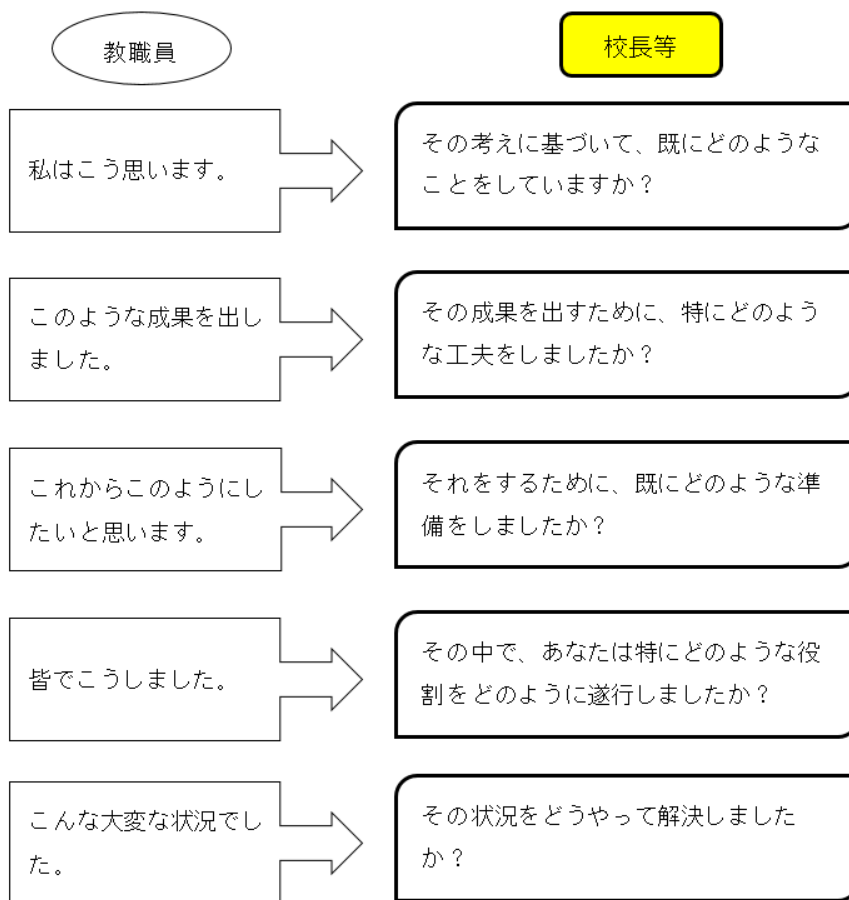 教職員
校長等
私はこう思います。
その考えに基づいて、既にどのような
ことをしていますか？
このような成果を出し
ました。
その成果を出すために、特にどのよう
な工夫をしましたか？
これからこのようにし
たいと思います。
それをするために、既にどのような準
備をしましたか？
皆でこうしました。
その中で、あなたは特にどのような役
割をどのように遂行しましたか？
こんな大変な状況でし
た。
その状況をどうやって解決しました
か？